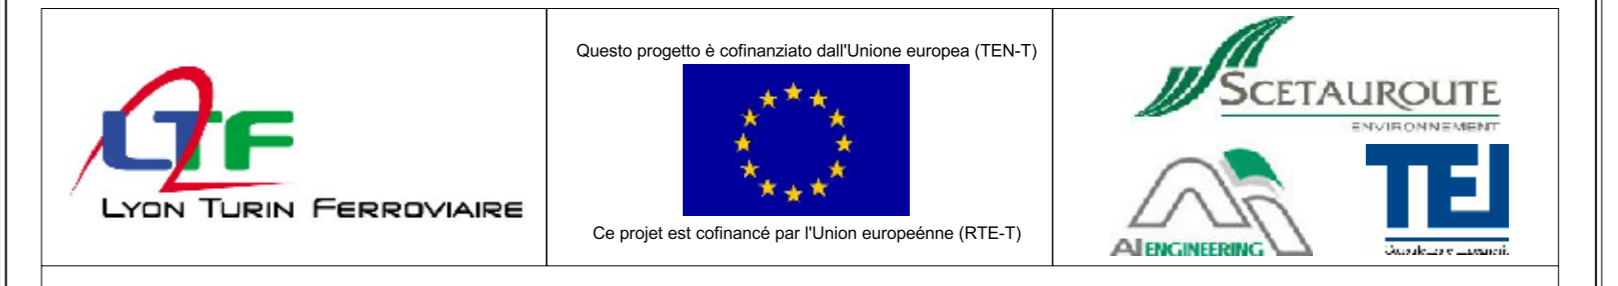 LTF
LYON TURIN FERROVIAIRE
Questo progetto è cofinanziato dall'Unione europea (TEN-T)
Ce projet est cofinancé par l'Union europeénne (RTE-T)
SCETAUROUTE
ENVIRONNEMENT
AI ENGINEERING
TEI